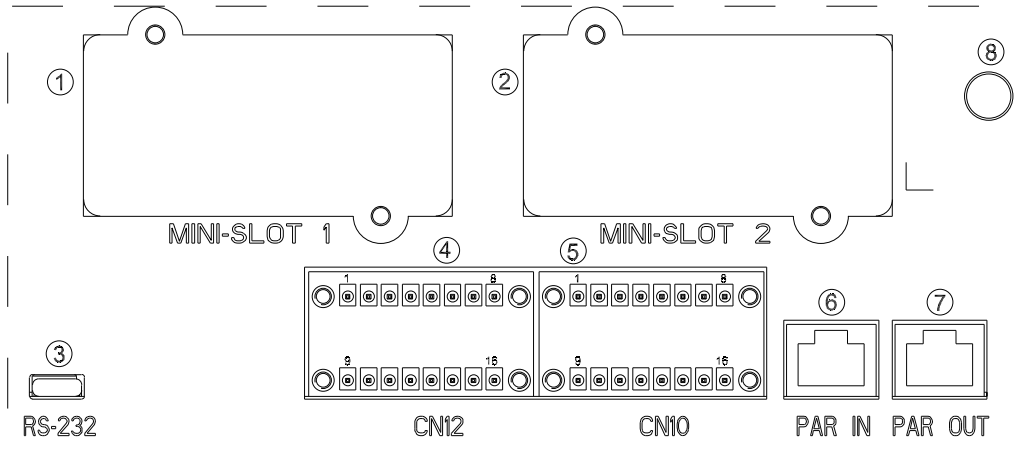 ① ② ⑧
MINI-SLOT 1 MINI-SLOT 2
④ ⑤
1 8 1 8
⑥ ⑦
③ 9 16 9 16
RS-232 CN12 CN10 PAR IN PAR OUT